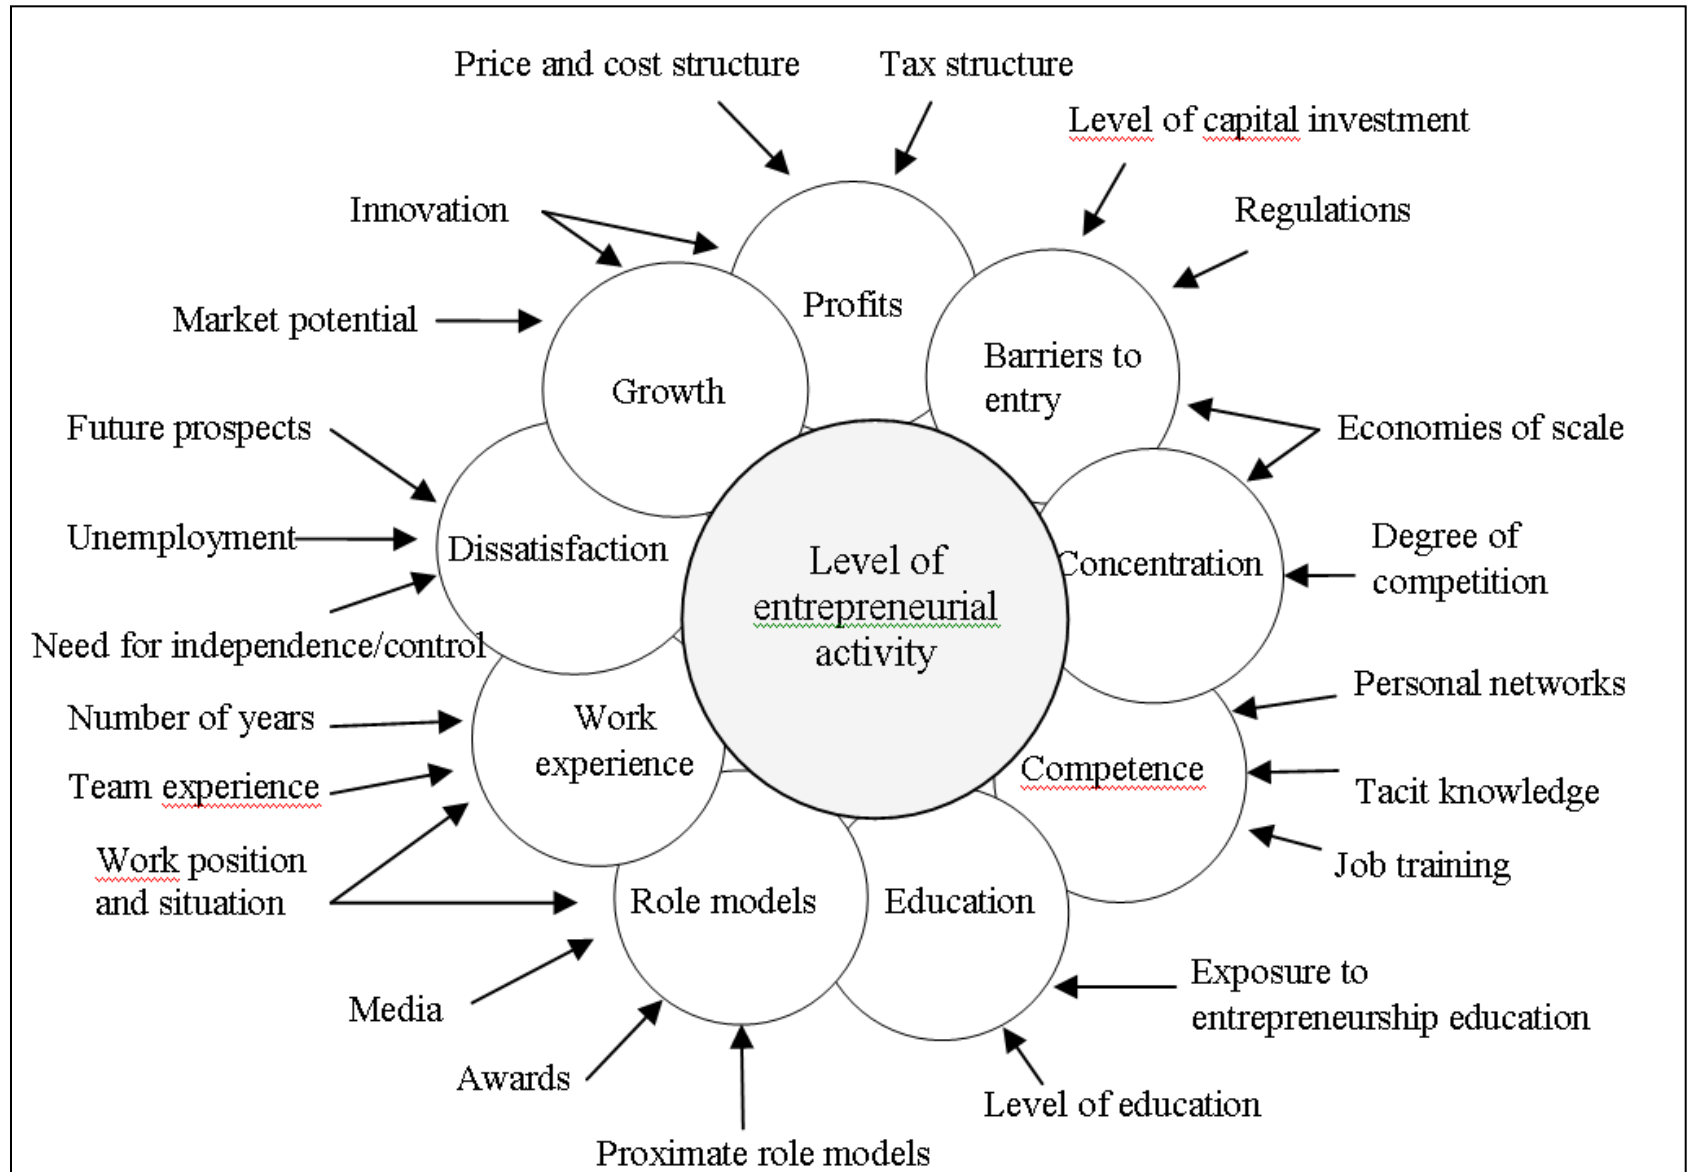 Price and cost structure
Tax structure
Level of capital investment
Innovation
Regulations
Market potential
Profits
Barriers to
entry
Growth
Future prospects
Economies of scale
Unemployment
Dissatisfaction
Level of
entrepreneurial
activity
Concentration
Degree of
competition
Need for independence/control
Number of years
Work
experience
Personal networks
Team experience
Competence
Tacit knowledge
Work position
and situation
Job training
Role models
Education
Media
Exposure to
entrepreneurship education
Awards
Level of education
Proximate role models